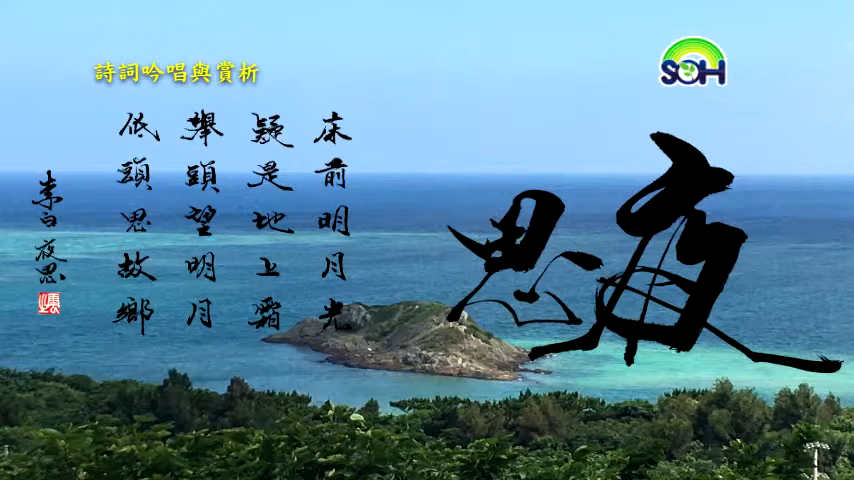 詩詞吟唱與賞析
SOH
夜思
床前明月光
疑是地上霜
舉頭望明月
低頭思故鄉
李白夜思